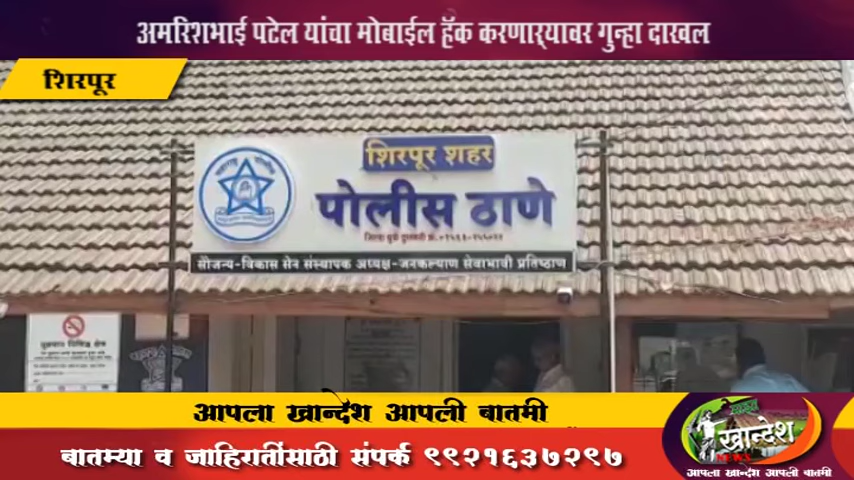 अमरिशभाई पटेल यांचा मोबाईल हॅक करणाऱ्यावर गुन्हा दाखल
शिरपूर
शिरपूर शहर
पोलीस ठाणे
सौजन्य-विकास सेन संस्थापक अध्यक्ष-जनकल्याण सेवाभावी प्रतिष्ठाण
आपला खान्देश आपली बातमी
बातम्या व जाहिरातींसाठी संपर्क ९९२१६३७२९७
खान्देश
NEWS
आपला खान्देश आपली बातमी